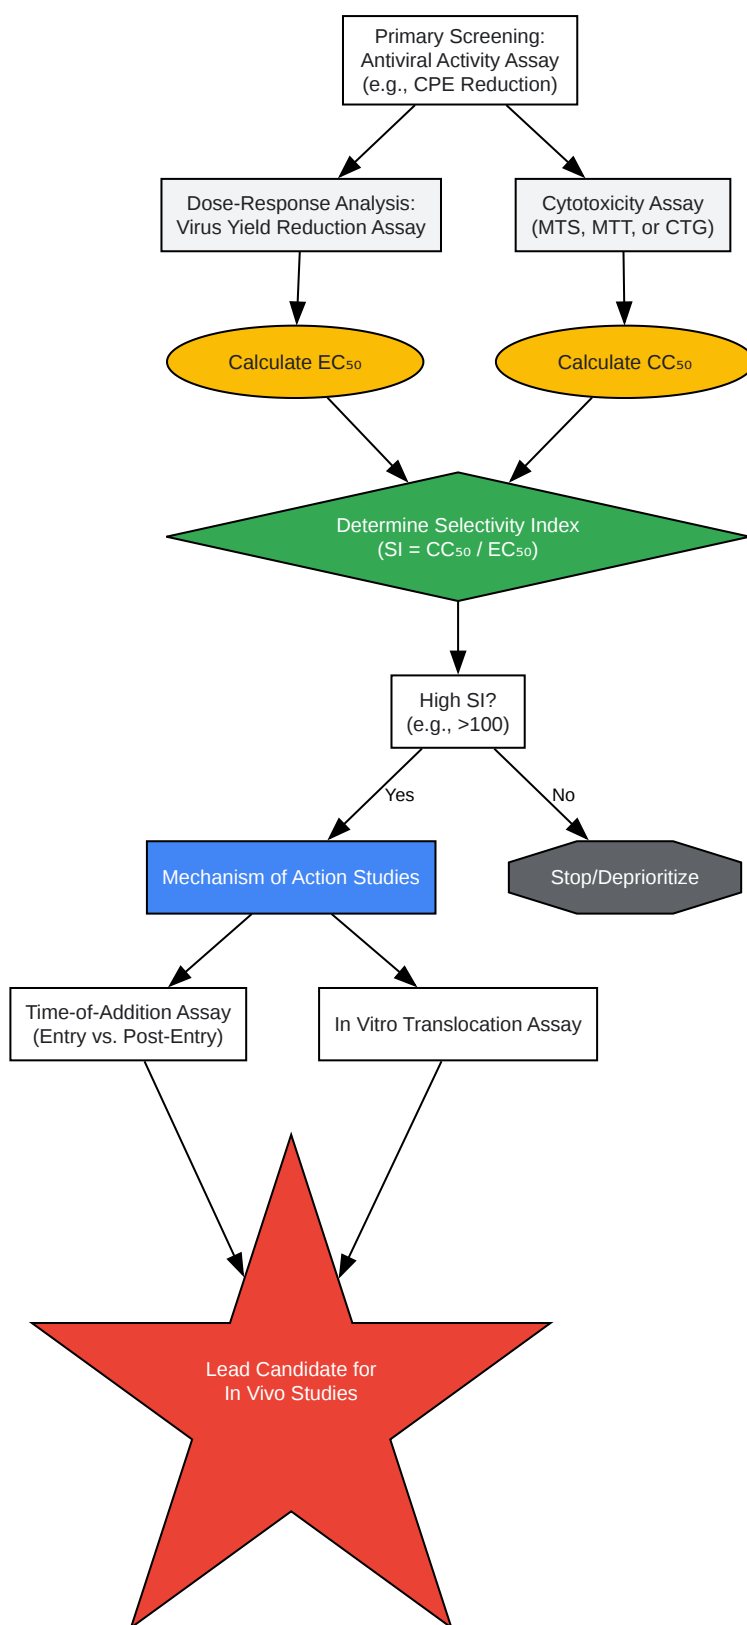 Primary Screening:
Antiviral Activity Assay
(e.g., CPE Reduction)
Dose-Response Analysis:
Virus Yield Reduction Assay
Cytotoxicity Assay
(MTS, MTT, or CTG)
Calculate EC₅₀
Calculate CC₅₀
Determine Selectivity Index
(SI = CC₅₀ / EC₅₀)
High SI?
(e.g., >100)
Yes
No
Mechanism of Action Studies
Stop/Deprioritize
Time-of-Addition Assay
(Entry vs. Post-Entry)
In Vitro Translocation Assay
Lead Candidate for
In Vivo Studies